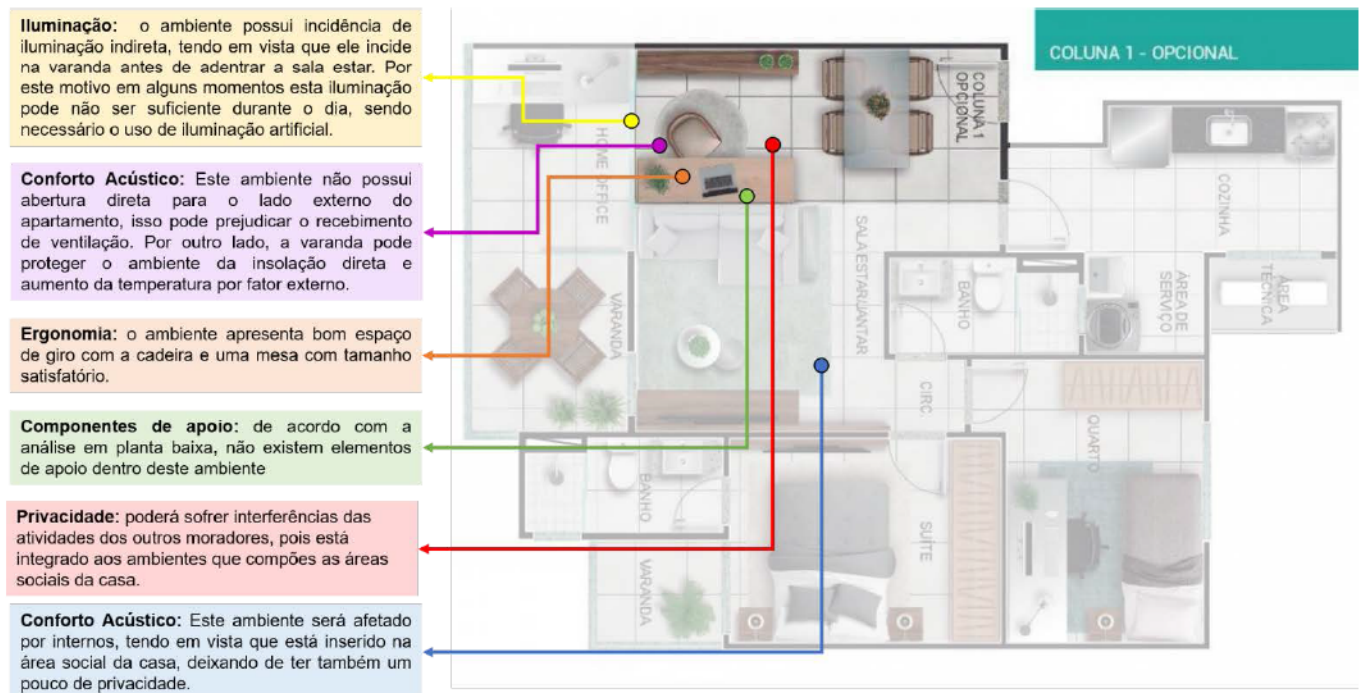 Iluminação: o ambiente possui incidência de
iluminação indireta, tendo em vista que ele incide
na varanda antes de adentrar a sala estar. Por
este motivo em alguns momentos esta iluminação
pode não ser suficiente durante o dia, sendo
necessário o uso de iluminação artificial.
Conforto Acústico: Este ambiente não possui
abertura direta para o lado externo do
apartamento, isso pode prejudicar o recebimento
de ventilação. Por outro lado, a varanda pode
proteger o ambiente da insolação direta e
aumento da temperatura por fator externo.
Ergonomia: o ambiente apresenta bom espaço
de giro com a cadeira e uma mesa com tamanho
satisfatório.
Componentes de apoio: de acordo com a
análise em planta baixa, não existem elementos
de apoio dentro deste ambiente
Privacidade: poderá sofrer interferências das
atividades dos outros moradores, pois está
integrado aos ambientes que compões as áreas
sociais da casa.
Conforto Acústico: Este ambiente será afetado
por internos, tendo em vista que está inserido na
área social da casa, deixando de ter também um
pouco de privacidade.
COLUNA 1 - OPCIONAL
COLUNA 1
OPCIONAL
HOME OFFICE
VARANDA
SALA ESTAR/JANTAR
COZINHA
BANHO
ÁREA DE
SERVIÇO
ÁREA
TÉCNICA
CIRC.
QUARTO
BANHO
SUÍTE
VARANDA